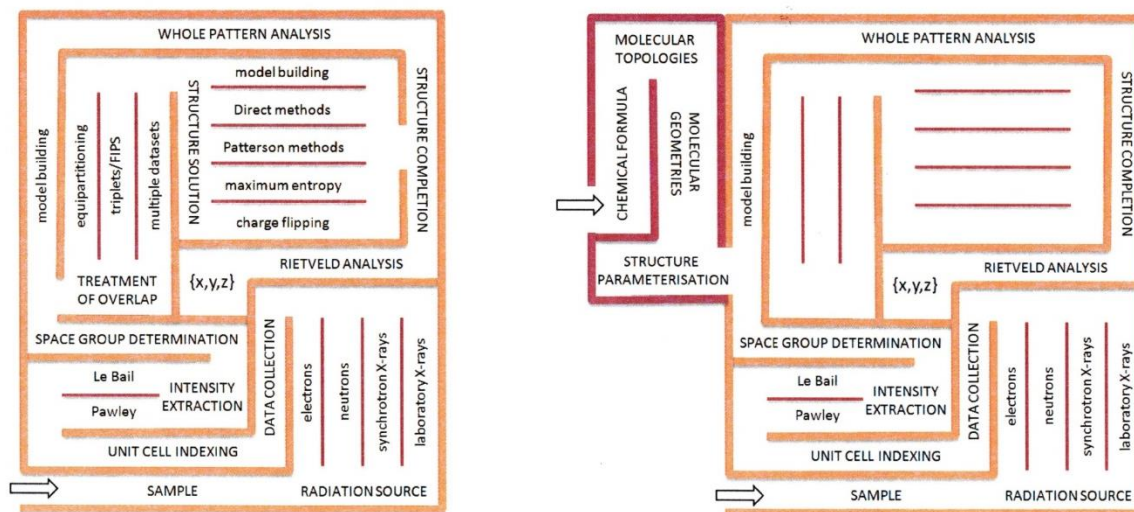 WHOLE PATTERN ANALYSIS
model building
equipartitioning
triplets/FIPS
multiple datasets
STRUCTURE SOLUTION
model building
Direct methods
Patterson methods
maximum entropy
charge flipping
STRUCTURE COMPLETION
TREATMENT
OF OVERLAP
{x,y,z}
RIETVELD ANALYSIS
SPACE GROUP DETERMINATION
Le Bail
Pawley
INTENSITY
EXTRACTION
DATA COLLECTION
electrons
neutrons
synchrotron X-rays
laboratory X-rays
UNIT CELL INDEXING
SAMPLE
RADIATION SOURCE
MOLECULAR
TOPOLOGIES
CHEMICAL FORMULA
MOLECULAR
GEOMETRIES
STRUCTURE
PARAMETERISATION
WHOLE PATTERN ANALYSIS
model building
STRUCTURE COMPLETION
{x,y,z}
RIETVELD ANALYSIS
SPACE GROUP DETERMINATION
Le Bail
Pawley
INTENSITY
EXTRACTION
DATA COLLECTION
electrons
neutrons
synchrotron X-rays
laboratory X-rays
UNIT CELL INDEXING
SAMPLE
RADIATION SOURCE